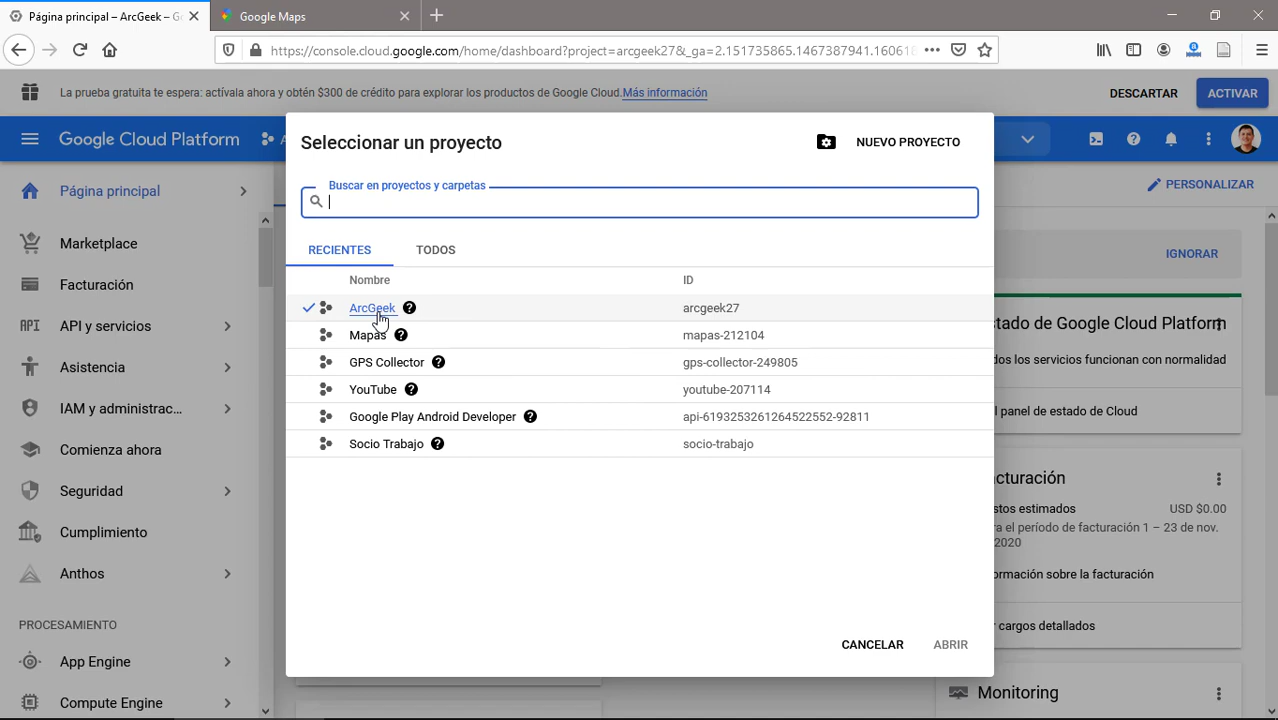 Página principal – ArcGeek – G
Google Maps
https://console.cloud.google.com/home/dashboard?project=arcgeek27&_ga=2.151735865.1467387941.160618
La prueba gratuita te espera: actívala ahora y obtén $300 de crédito para explorar los productos de Google Cloud. Más información
DESCARTAR
ACTIVAR
Google Cloud Platform
Seleccionar un proyecto
NUEVO PROYECTO
Buscar en proyectos y carpetas
RECIENTES
TODOS
Nombre
ID
ArcGeek
arcgeek27
Mapas
mapas-212104
GPS Collector
gps-collector-249805
YouTube
youtube-207114
Google Play Android Developer
api-6193253261264522552-92811
Socio Trabajo
socio-trabajo
CANCELAR
ABRIR
Página principal
Marketplace
Facturación
API y servicios
Asistencia
IAM y administrac...
Comienza ahora
Seguridad
Cumplimiento
Anthos
PROCESAMIENTO
App Engine
Compute Engine
PERSONALIZAR
IGNORAR
stado de Google Cloud Platform
los servicios funcionan con normalidad
l panel de estado de Cloud
cturación
tos estimados
USD $0.00
ra el período de facturación 1 – 23 de nov.
2020
ormación sobre la facturación
cargos detallados
Monitoring